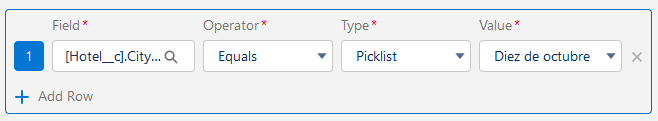 Field* Operator* Type* Value*
1 [Hotel__c].City... Equals Picklist Diez de octubre
Add Row